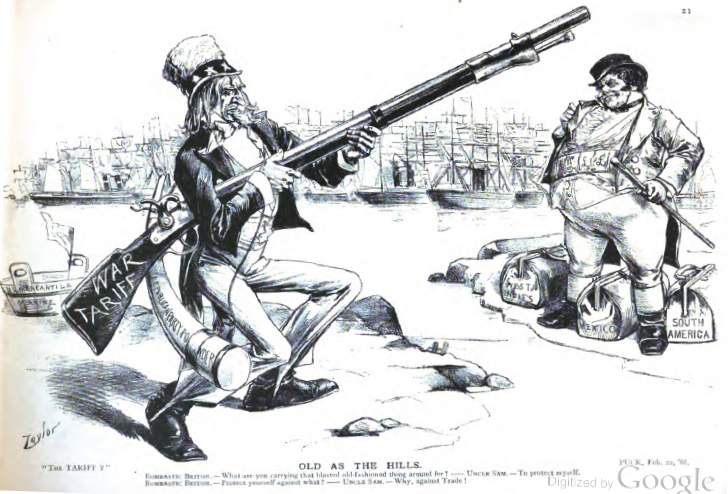 21
WAR
TARIFF
MERCANTILE
MARINE
MEXICO
SOUTH
AMERICA
Taylor
"THE TARIFF?"
OLD AS THE HILLS.
PUCK, Feb. 22, '88.
BOMBASTIC BRITON.—What are you carrying that blasted old-fashioned thing around for? —— UNCLE SAM.—To protect myself.
BOMBASTIC BRITON.—Protect yourself against what? —— UNCLE SAM.—Why, against Trade!
Digitized by Google